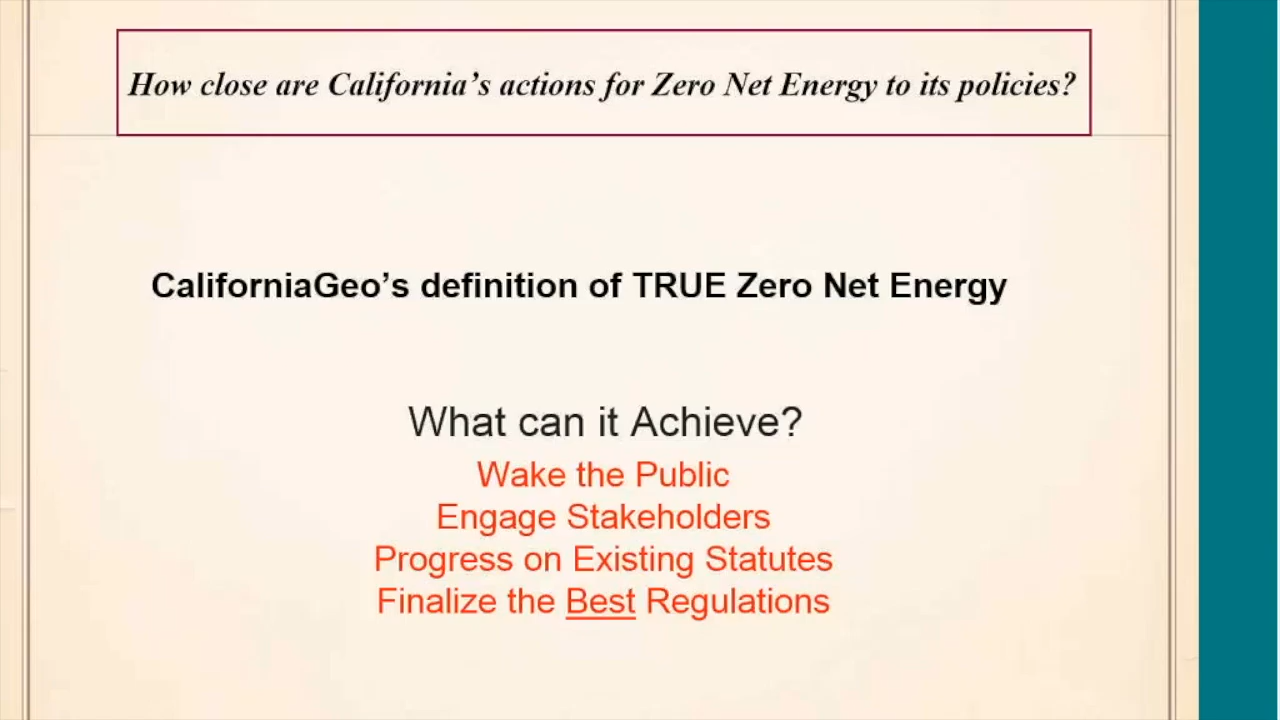 How close are California's actions for Zero Net Energy to its policies?
CaliforniaGeo's definition of TRUE Zero Net Energy
What can it Achieve?
Wake the Public
Engage Stakeholders
Progress on Existing Statutes
Finalize the Best Regulations